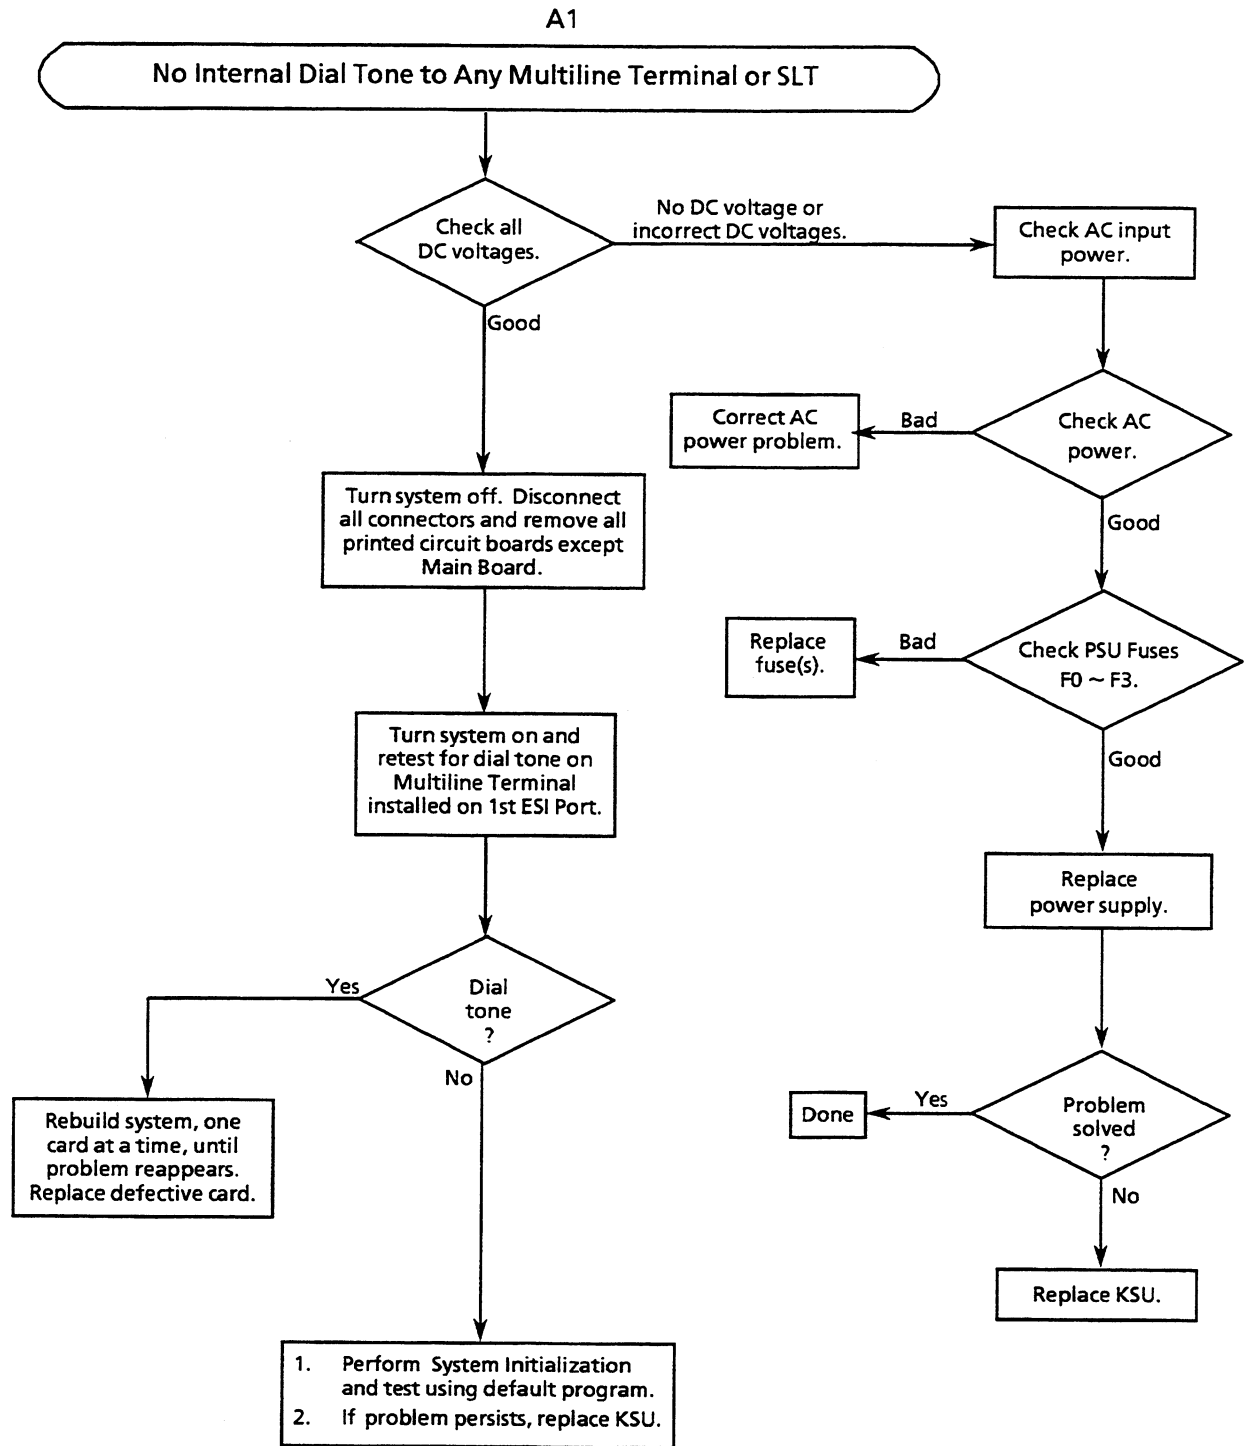 A1
No Internal Dial Tone to Any Multiline Terminal or SLT
Check all
DC voltages.
No DC voltage or
incorrect DC voltages.
Check AC input
power.
Good
Correct AC
power problem.
Bad
Check AC
power.
Good
Turn system off. Disconnect
all connectors and remove all
printed circuit boards except
Main Board.
Replace
fuse(s).
Bad
Check PSU Fuses
F0 ~ F3.
Good
Turn system on and
retest for dial tone on
Multiline Terminal
installed on 1st ESI Port.
Replace
power supply.
Yes
Dial
tone
?
No
Done
Yes
Problem
solved
?
No
Rebuild system, one
card at a time, until
problem reappears.
Replace defective card.
Replace KSU.
1. Perform System Initialization
and test using default program.
2. If problem persists, replace KSU.